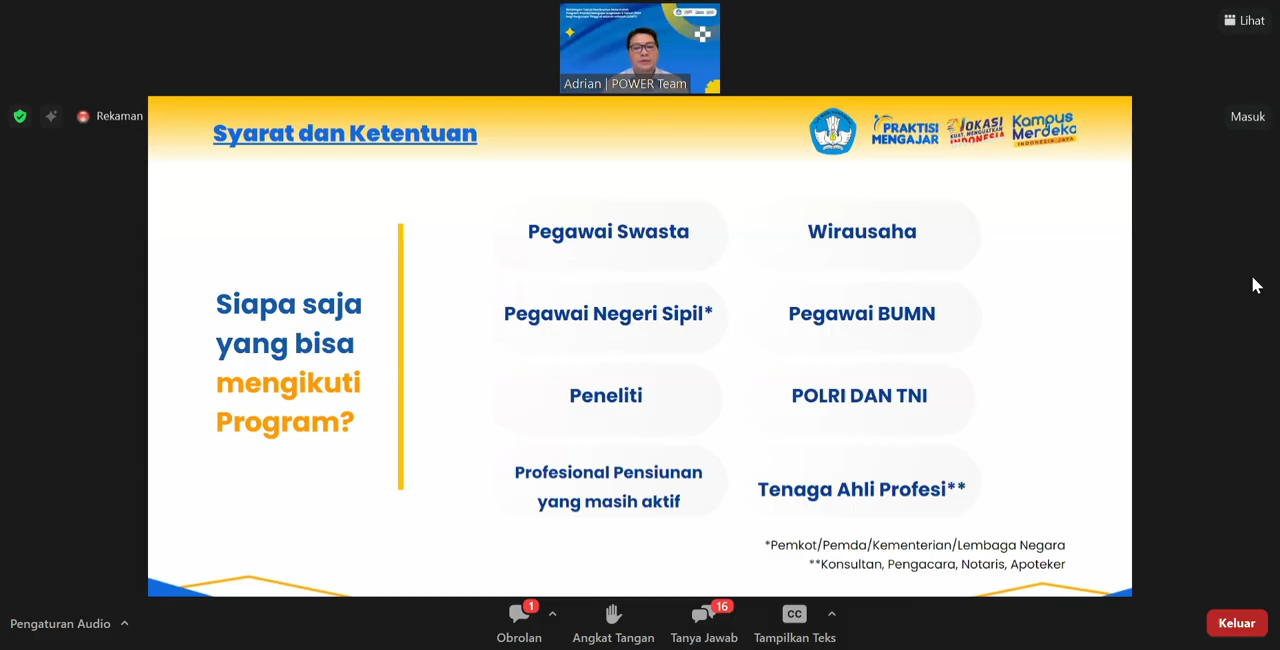 Adrian | POWER Team
Lihat
Rekaman
Masuk
Syarat dan Ketentuan
PRAKTISI
MENGAJAR
VOKASI
KUAT, MENGUATKAN
INDONESIA
Kampus
Merdeka
INDONESIA JAYA
Siapa saja
yang bisa
mengikuti
Program?
Pegawai Swasta
Wirausaha
Pegawai Negeri Sipil*
Pegawai BUMN
Peneliti
POLRI DAN TNI
Profesional Pensiunan
yang masih aktif
Tenaga Ahli Profesi**
*Pemkot/Pemda/Kementerian/Lembaga Negara
**Konsultan, Pengacara, Notaris, Apoteker
Pengaturan Audio
1
Obrolan
Angkat Tangan
16
Tanya Jawab
CC
Tampilkan Teks
Keluar